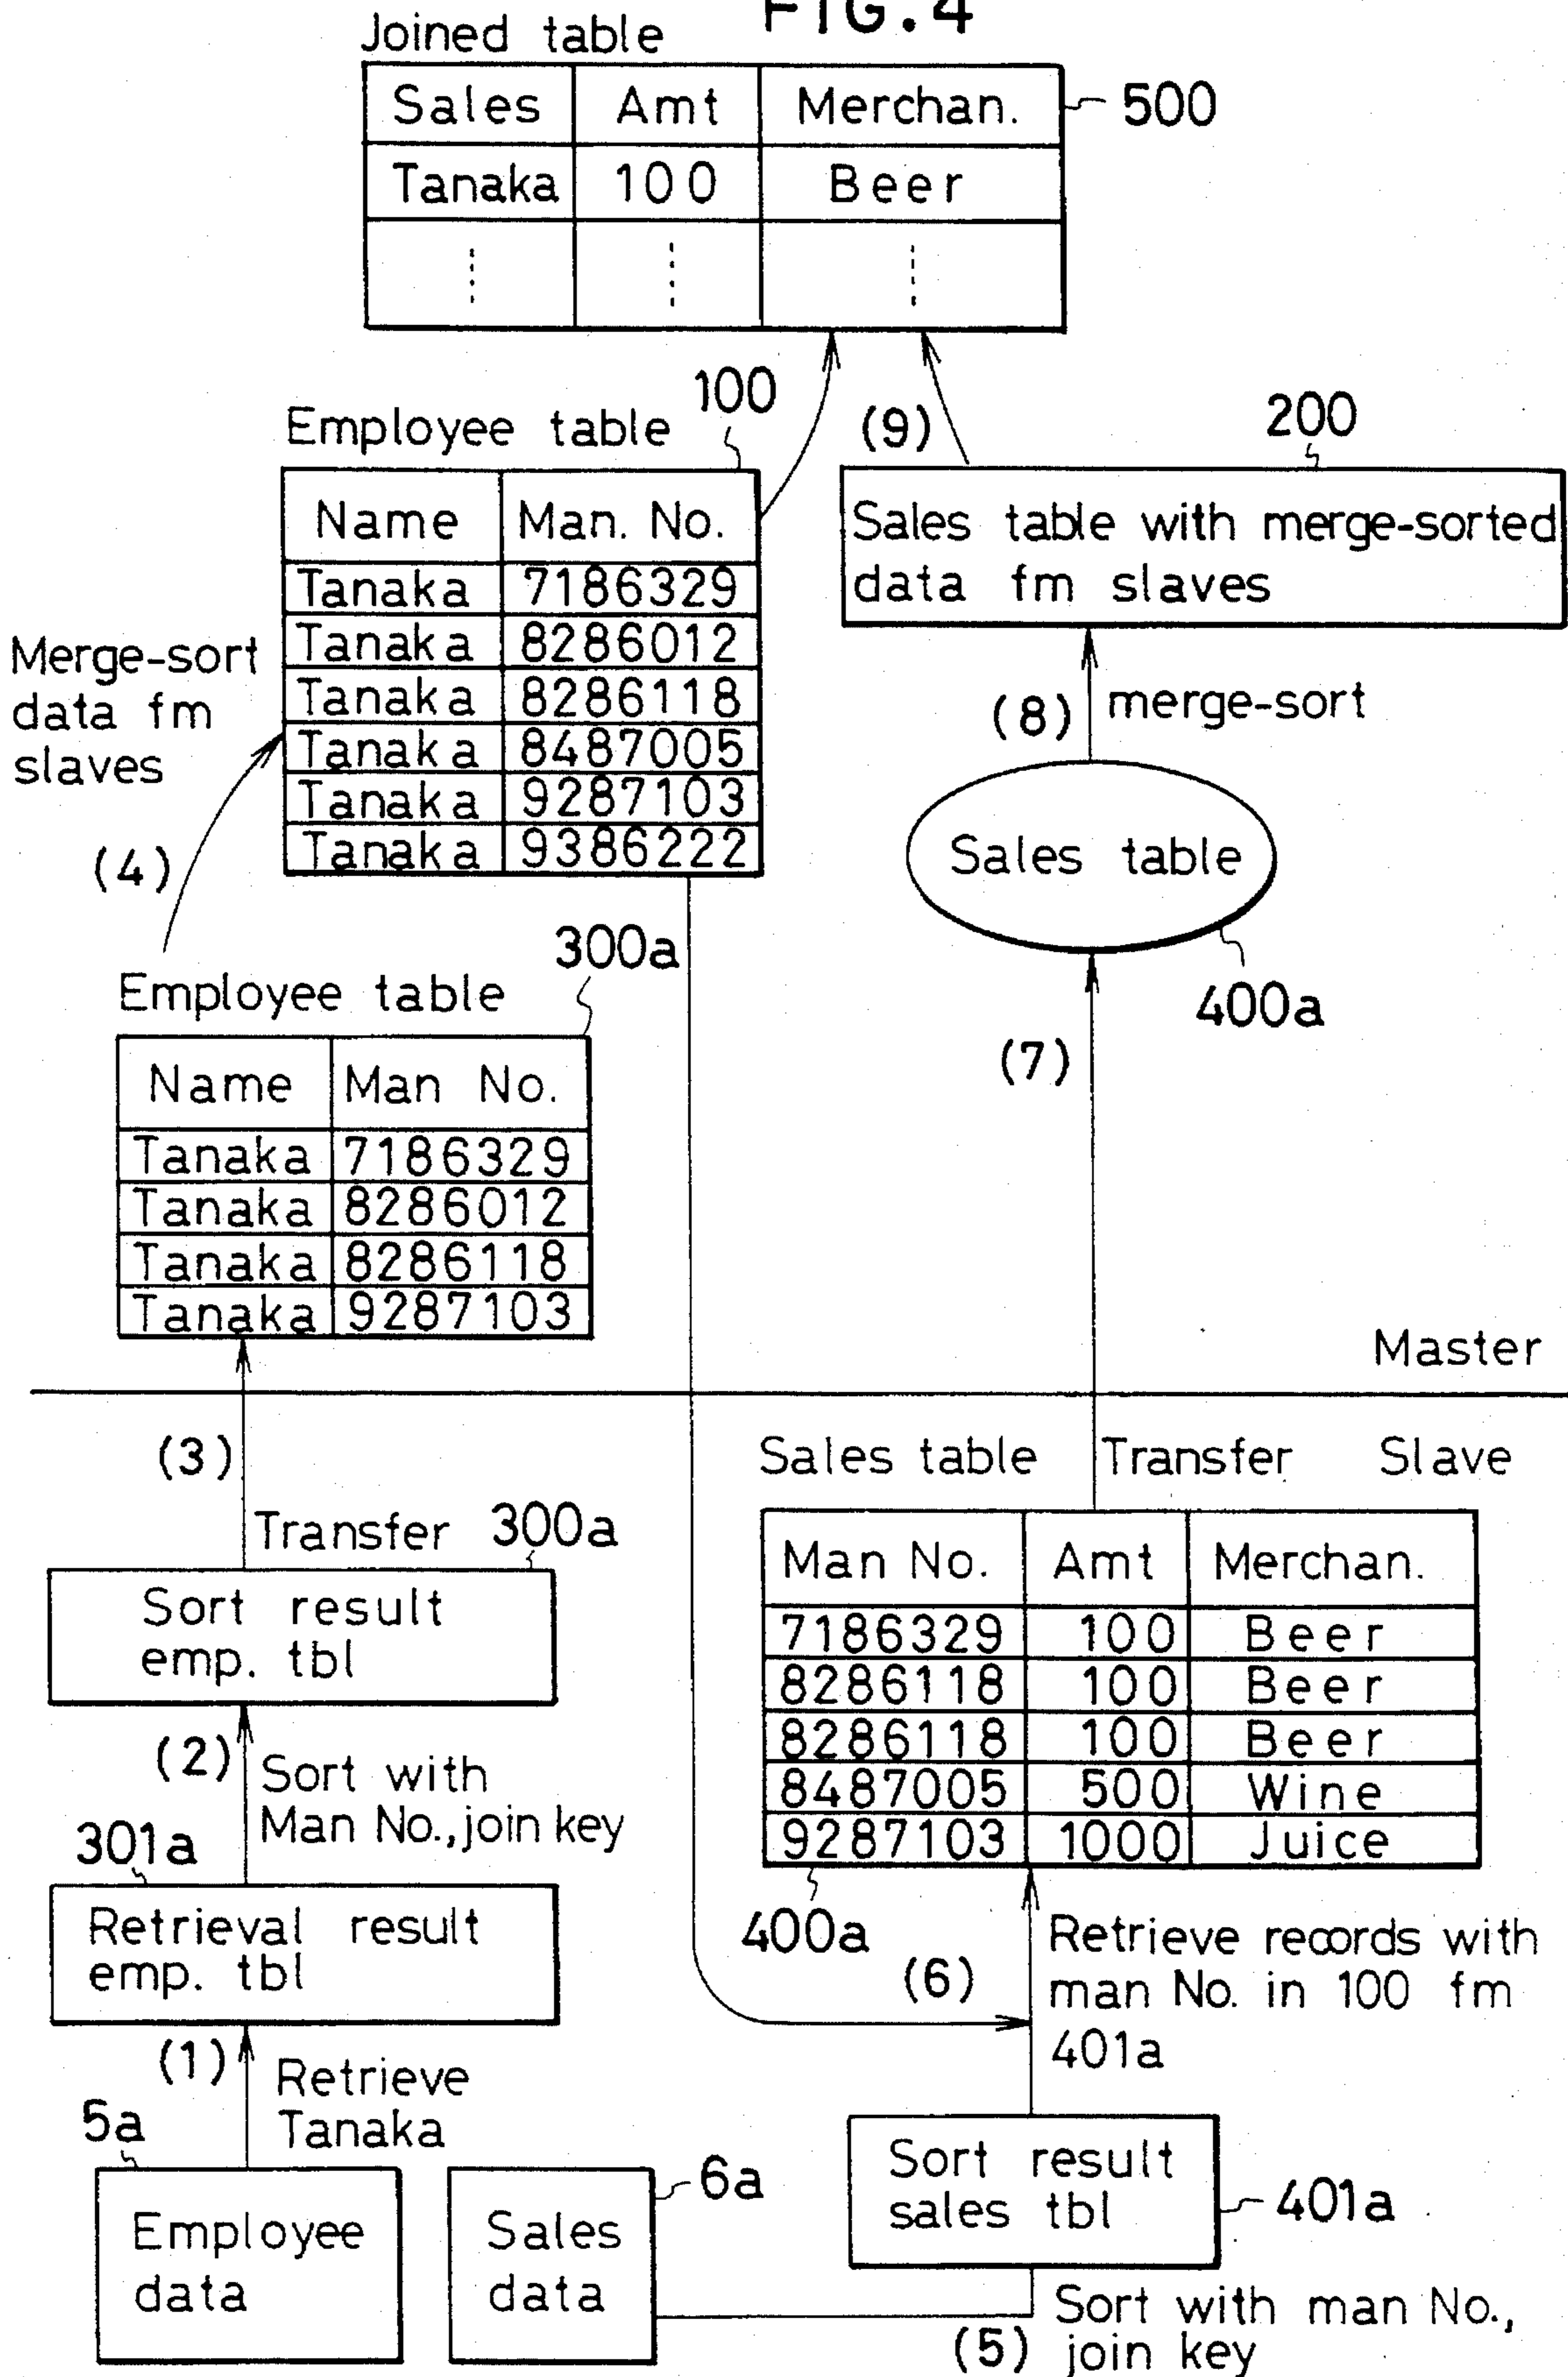 FIG.4
Joined table
Sales Amt Merchan.
500
Tanaka 100 Beer
100
Employee table
(9)
200
Name Man. No.
Tanaka 7186329
Tanaka 8286012
Tanaka 8286118
Tanaka 8487005
Tanaka 9287103
Tanaka 9386222
Sales table with merge-sorted
data fm slaves
Merge-sort
data fm
slaves
(8) merge-sort
(4)
Sales table
400a
300a
Employee table
(7)
Name Man No.
Tanaka 7186329
Tanaka 8286012
Tanaka 8286118
Tanaka 9287103
Master
(3)
Sales table Transfer Slave
Transfer 300a
Sort result
emp. tbl
Man No. Amt Merchan.
7186329 100 Beer
8286118 100 Beer
8286118 100 Beer
8487005 500 Wine
9287103 1000 Juice
(2) Sort with
Man No.,join key
301a
Retrieval result
emp. tbl
400a
(6)
Retrieve records with
man No. in 100 fm
401a
(1) Retrieve
Tanaka
5a
Employee
data
6a
Sales
data
Sort result
sales tbl
401a
(5) Sort with man No.,
join key